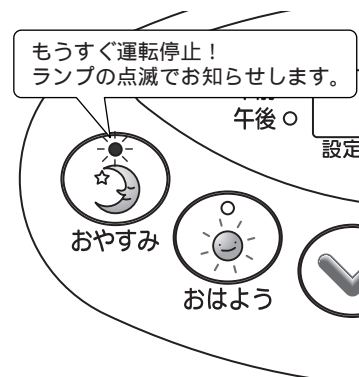 もうすぐ運転停止！
ランプの点滅でお知らせします。
午後
設定
おやすみ
おはよう